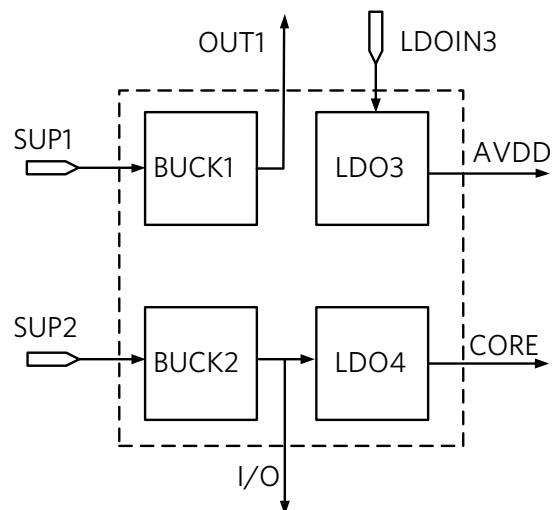 OUT1
LDOIN3
SUP1
BUCK1
LDO3
AVDD
SUP2
BUCK2
LDO4
CORE
I/O